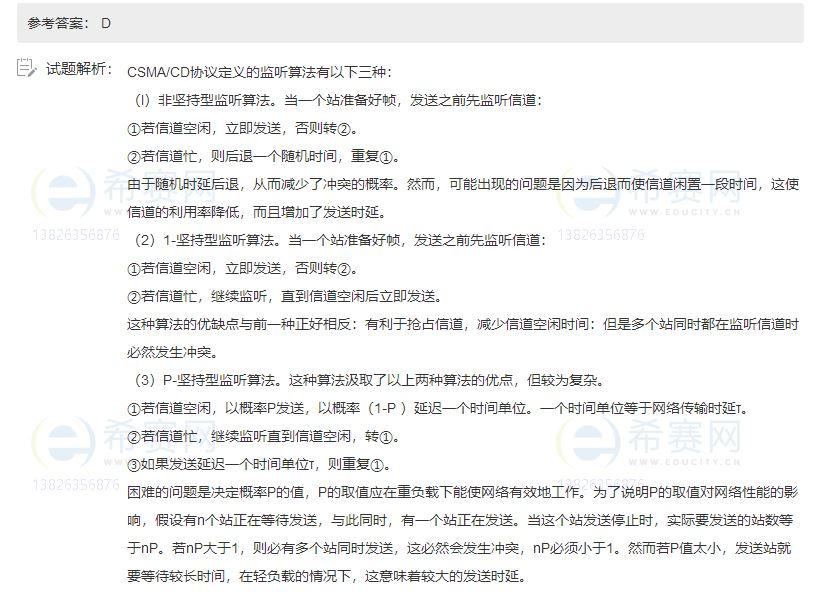 参考答案： D
试题解析：
CSMA/CD协议定义的监听算法有以下三种：
（l）非坚持型监听算法。当一个站准备好帧，发送之前先监听信道：
①若信道空闲，立即发送，否则转②。
②若信道忙，则后退一个随机时间，重复①。
由于随机时延后退，从而减少了冲突的概率。然而，可能出现的问题是因为后退而使信道闲置一段时间，这使
信道的利用率降低，而且增加了发送时延。
（2）1-坚持型监听算法。当一个站准备好帧，发送之前先监听信道：
①若信道空闲，立即发送，否则转②。
②若信道忙，继续监听，直到信道空闲后立即发送。
这种算法的优缺点与前一种正好相反：有利于抢占信道，减少信道空闲时间：但是多个站同时都在监听信道时
必然发生冲突。
（3）P-坚持型监听算法。这种算法汲取了以上两种算法的优点，但较为复杂。
①若信道空闲，以概率P发送，以概率（1-P ）延迟一个时间单位。一个时间单位等于网络传输时延τ。
②若信道忙，继续监听直到信道空闲，转①。
③如果发送延迟一个时间单位τ，则重复①。
困难的问题是决定概率P的值，P的取值应在重负载下能使网络有效地工作。为了说明P的取值对网络性能的影
响，假设有n个站正在等待发送，与此同时，有一个站正在发送。当这个站发送停止时，实际要发送的站数等
于nP。若nP大于1，则必有多个站同时发送，这必然会发生冲突，nP必须小于1。然而若P值太小，发送站就
要等待较长时间，在轻负载的情况下，这意味着较大的发送时延。
希赛网
WWW.EDUCITY.CN
13826356876
希赛网
WWW.EDUCITY.CN
13826356876
希赛网
WWW.EDUCITY.CN
13826356876
希赛网
WWW.EDUCITY.CN
13826356876